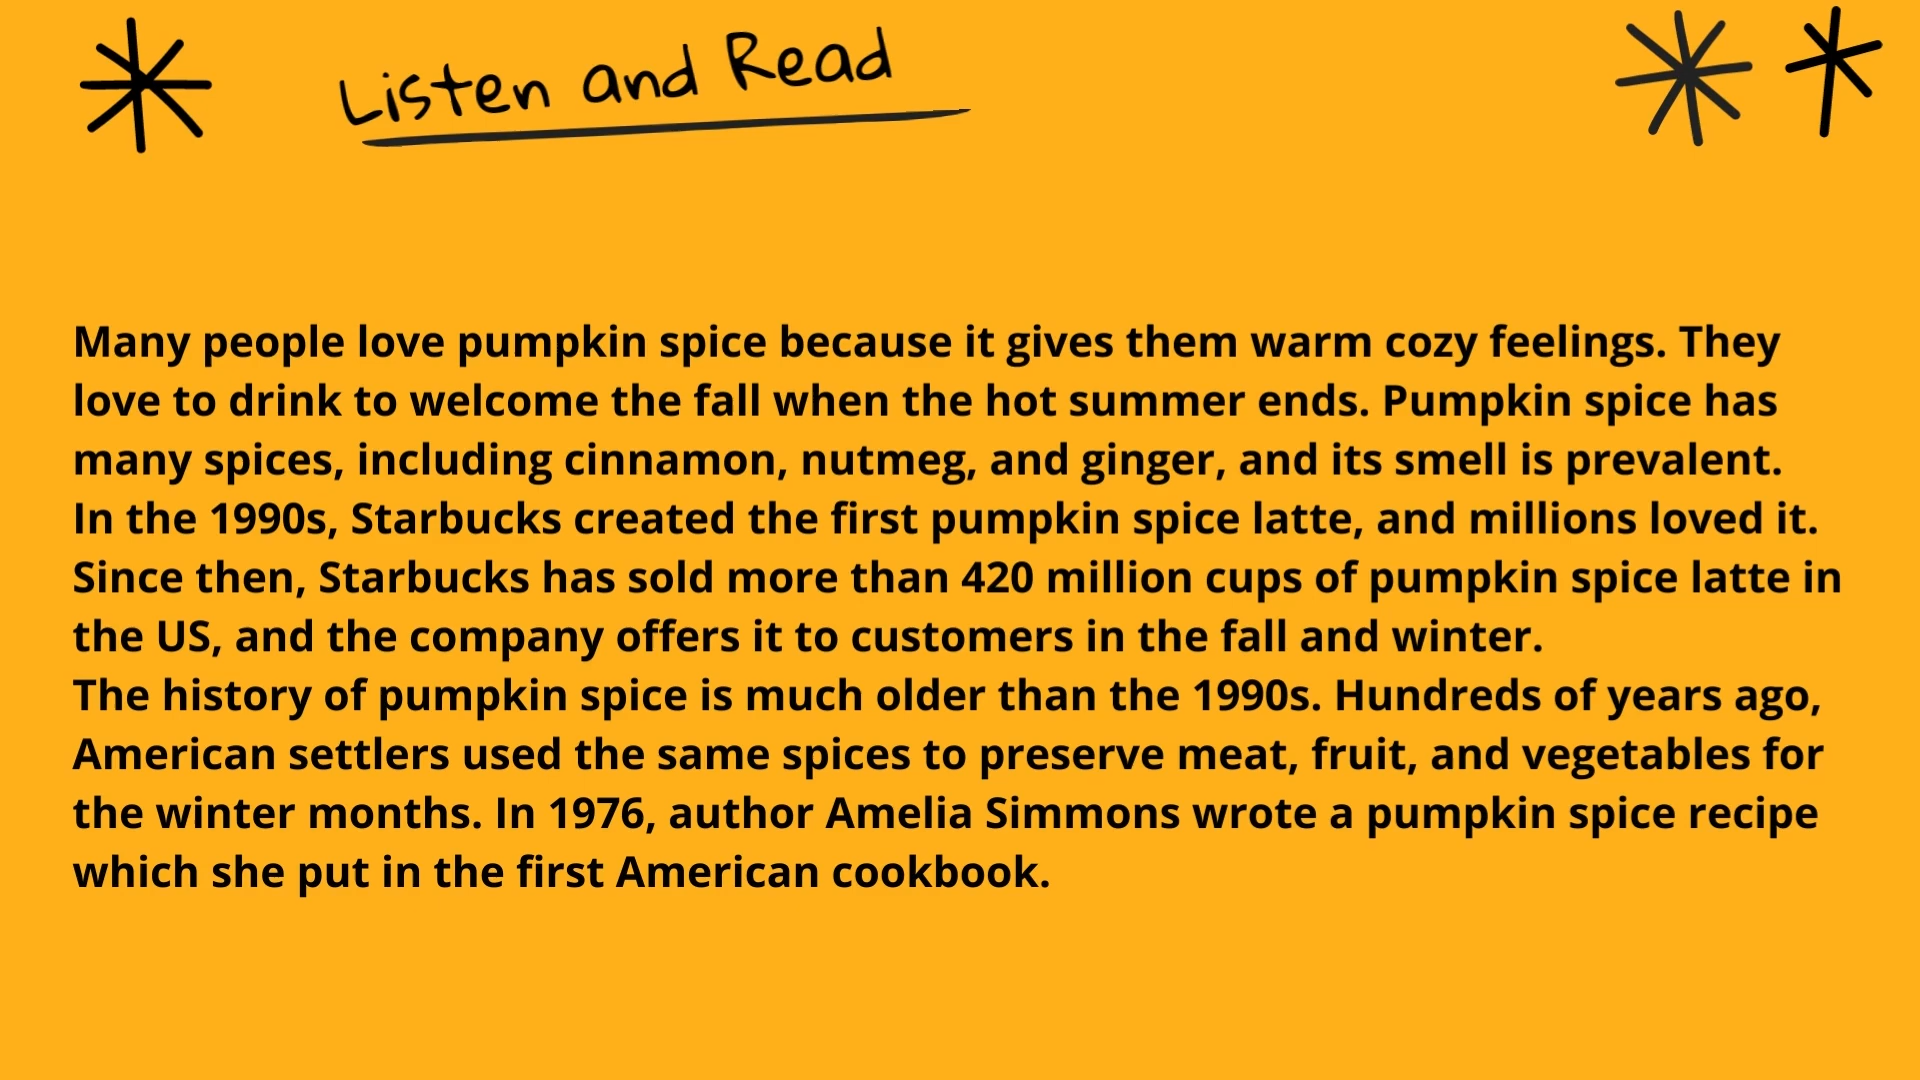 Listen and Read
Many people love pumpkin spice because it gives them warm cozy feelings. They
love to drink to welcome the fall when the hot summer ends. Pumpkin spice has
many spices, including cinnamon, nutmeg, and ginger, and its smell is prevalent.
In the 1990s, Starbucks created the first pumpkin spice latte, and millions loved it.
Since then, Starbucks has sold more than 420 million cups of pumpkin spice latte in
the US, and the company offers it to customers in the fall and winter.
The history of pumpkin spice is much older than the 1990s. Hundreds of years ago,
American settlers used the same spices to preserve meat, fruit, and vegetables for
the winter months. In 1976, author Amelia Simmons wrote a pumpkin spice recipe
which she put in the first American cookbook.